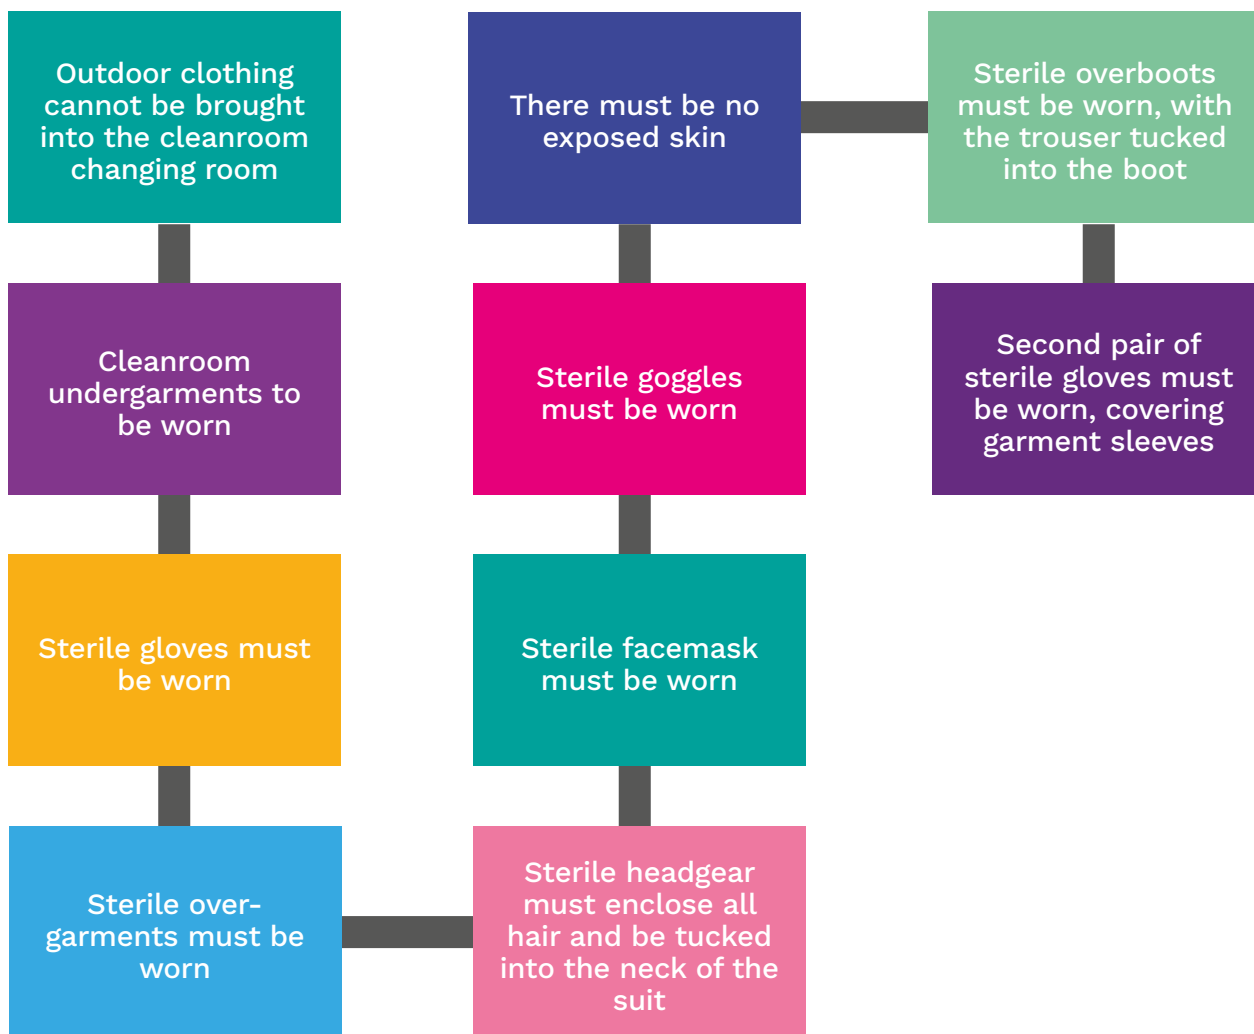 Outdoor clothing
cannot be brought
into the cleanroom
changing room
Cleanroom
undergarments to
be worn
Sterile gloves must
be worn
Sterile over-
garments must be
worn
Sterile headgear
must enclose all
hair and be tucked
into the neck of the
suit
Sterile facemask
must be worn
Sterile goggles
must be worn
There must be no
exposed skin
Sterile overboots
must be worn, with
the trouser tucked
into the boot
Second pair of
sterile gloves must
be worn, covering
garment sleeves